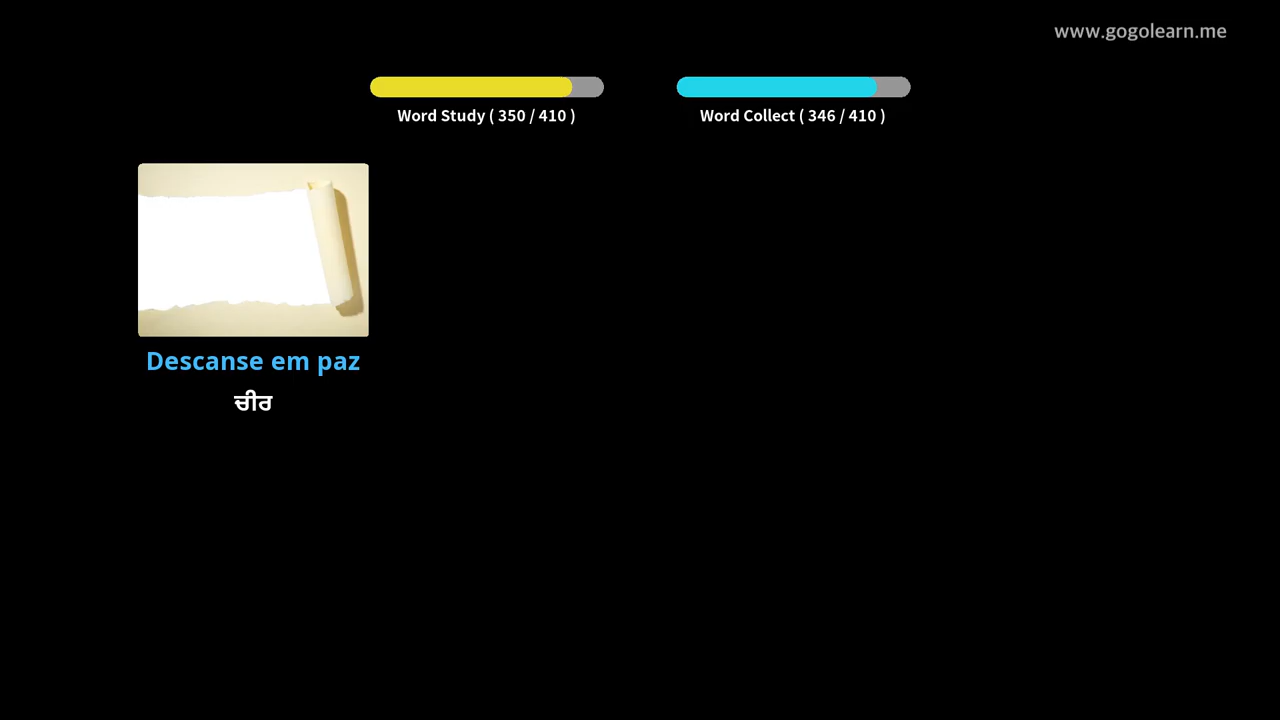 www.gogolearn.me
Word Study ( 350 / 410 )
Word Collect ( 346 / 410 )
Descanse em paz
ਚੀਰ